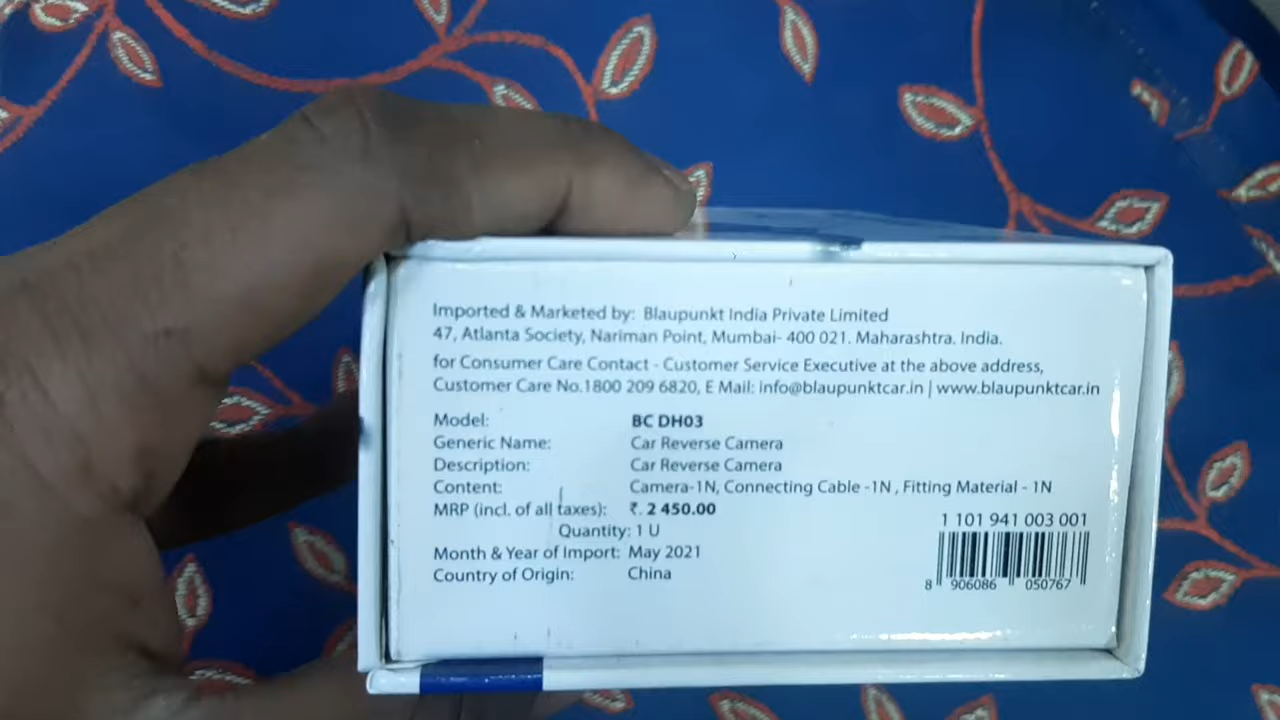 Imported & Marketed by: Blaupunkt India Private Limited
47, Atlanta Society, Nariman Point, Mumbai- 400 021. Maharashtra. India.
for Consumer Care Contact - Customer Service Executive at the above address,
Customer Care No.1800 209 6820, E Mail: info@blaupunktcar.in | www.blaupunktcar.in
Model: BC DH03
Generic Name: Car Reverse Camera
Description: Car Reverse Camera
Content: Camera-1N, Connecting Cable -1N , Fitting Material - 1N
MRP (incl. of all taxes): ₹. 2 450.00
Quantity: 1 U
Month & Year of Import: May 2021
Country of Origin: China
1 101 941 003 001
8 906086 050767